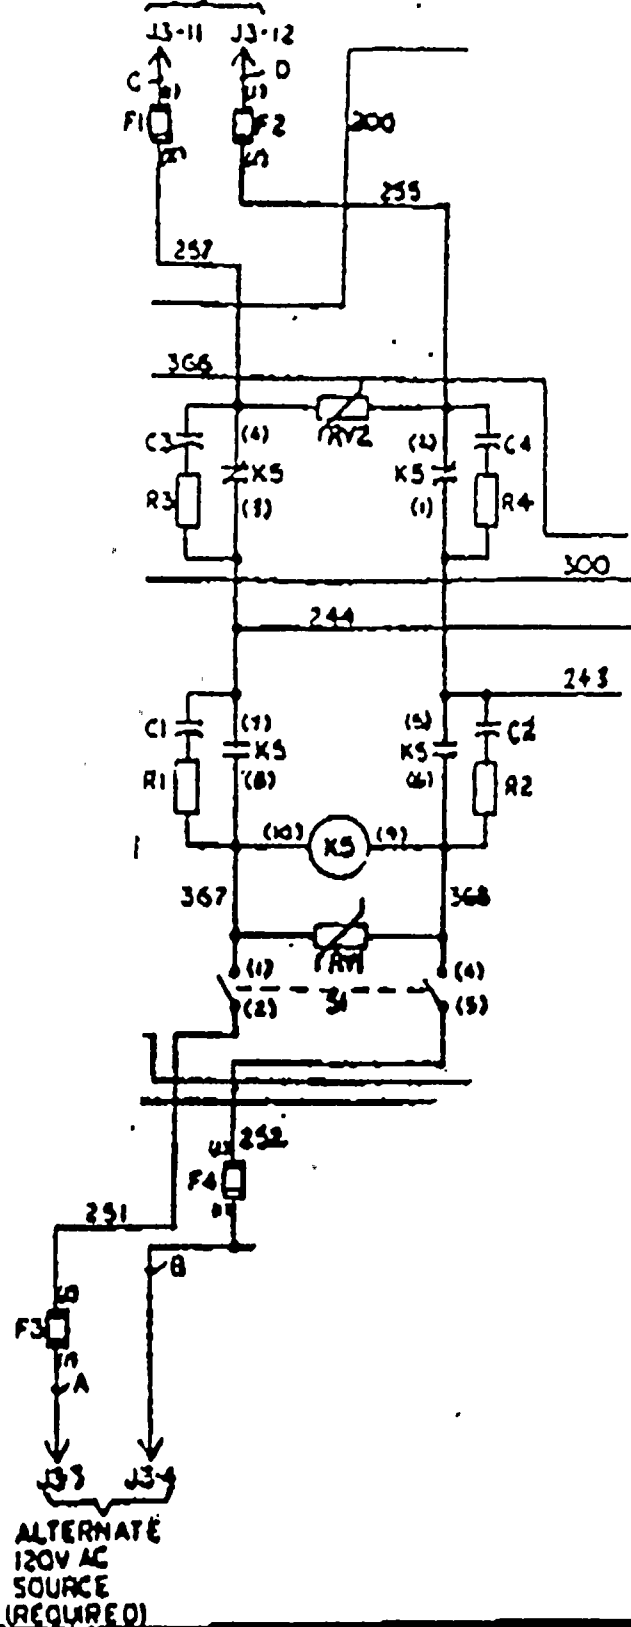 J3-11 J3-12
C D
F1 F2
200
255
257
366
C3 (4) RV2 (2) C4
K5 K5
R3 (3) (1) R4
300
244
243
C1 (7) (5) C2
K5 K5
R1 (8) (6) R2
(10) K5 (9)
367 368
RV1
(1) (4)
S1
(2) (5)
252
F4
251
B
F3
A
J3-3 J3-4
ALTERNATE
120V AC
SOURCE
(REQUIRED)